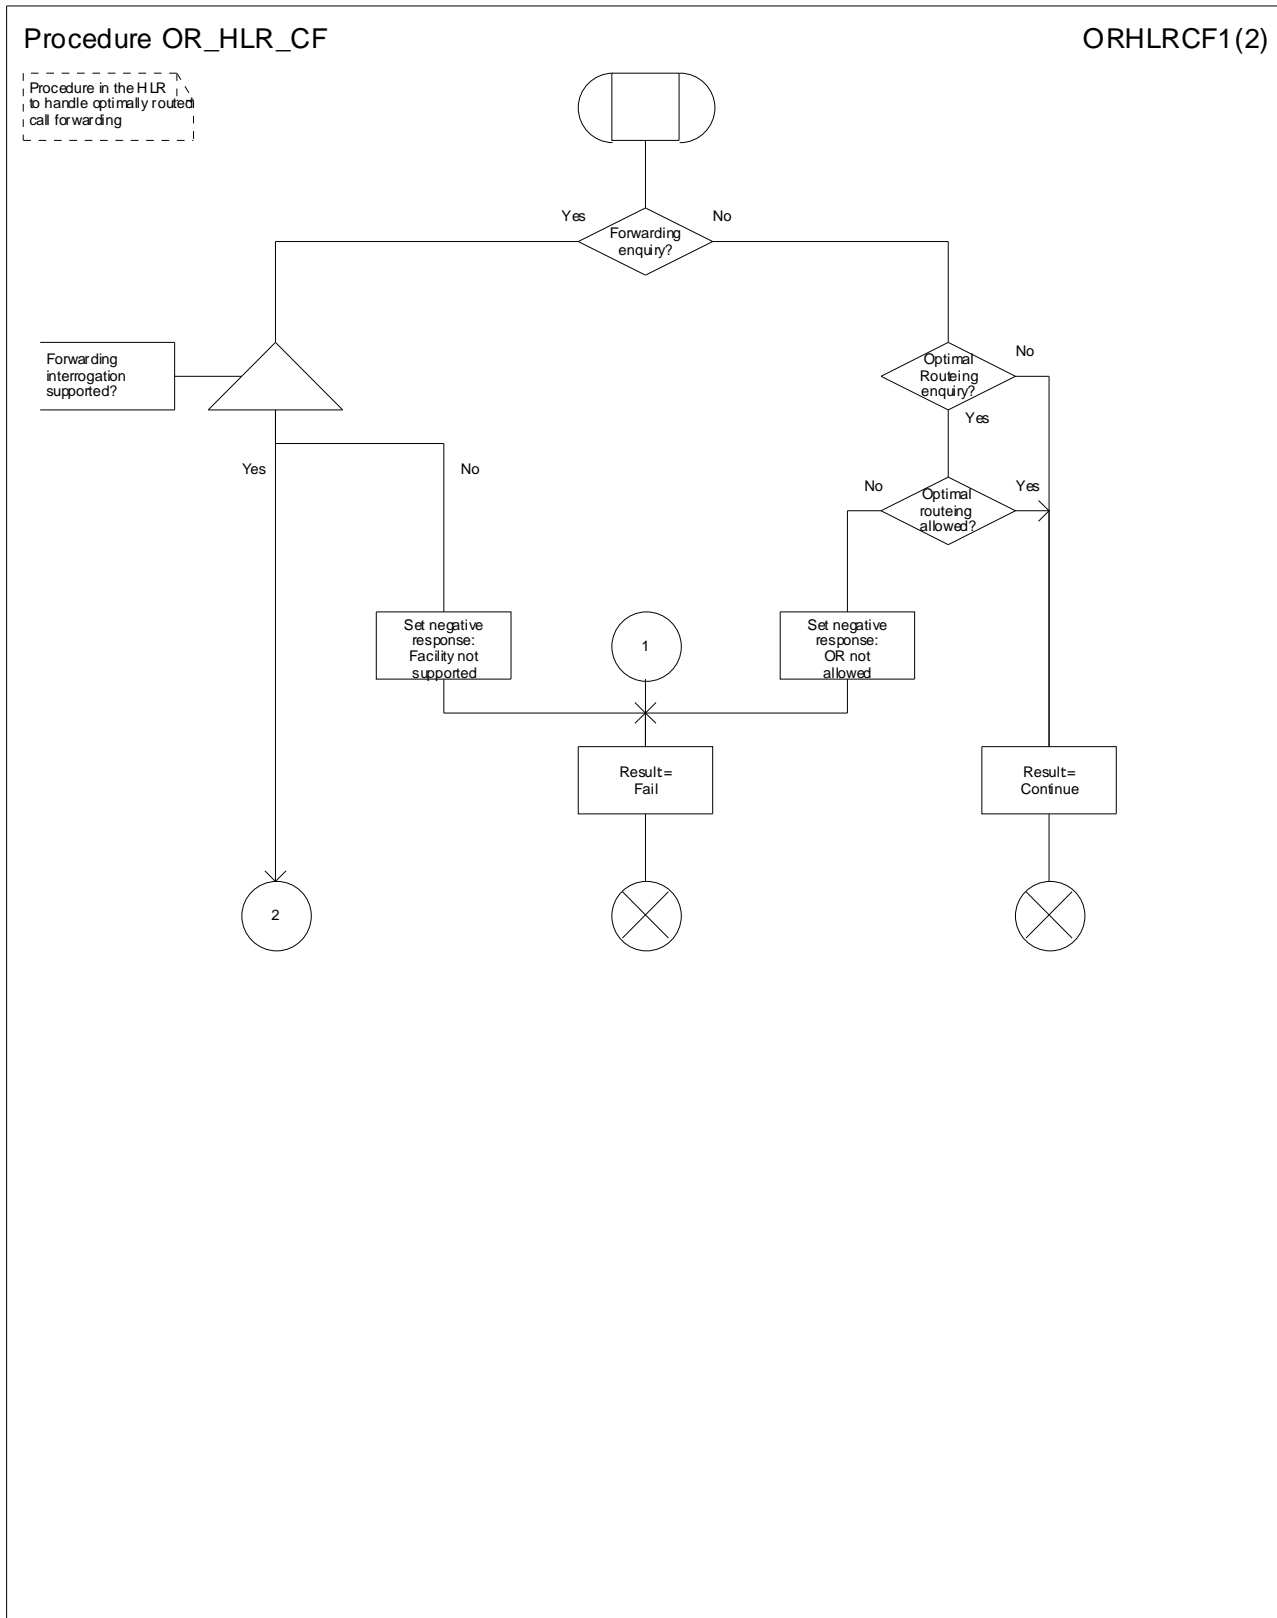 Procedure OR_HLR_CF
ORHLRCF1(2)
Procedure in the HLR
to handle optimally routed
call forwarding
Yes
No
Forwarding
enquiry?
Forwarding
interrogation
supported?
Optimal
Routeing
enquiry?
No
Yes
Yes
No
No
Optimal
routeing
allowed?
Yes
Set negative
response:
Facility not
supported
1
Set negative
response:
OR not
allowed
Result=
Fail
Result=
Continue
2